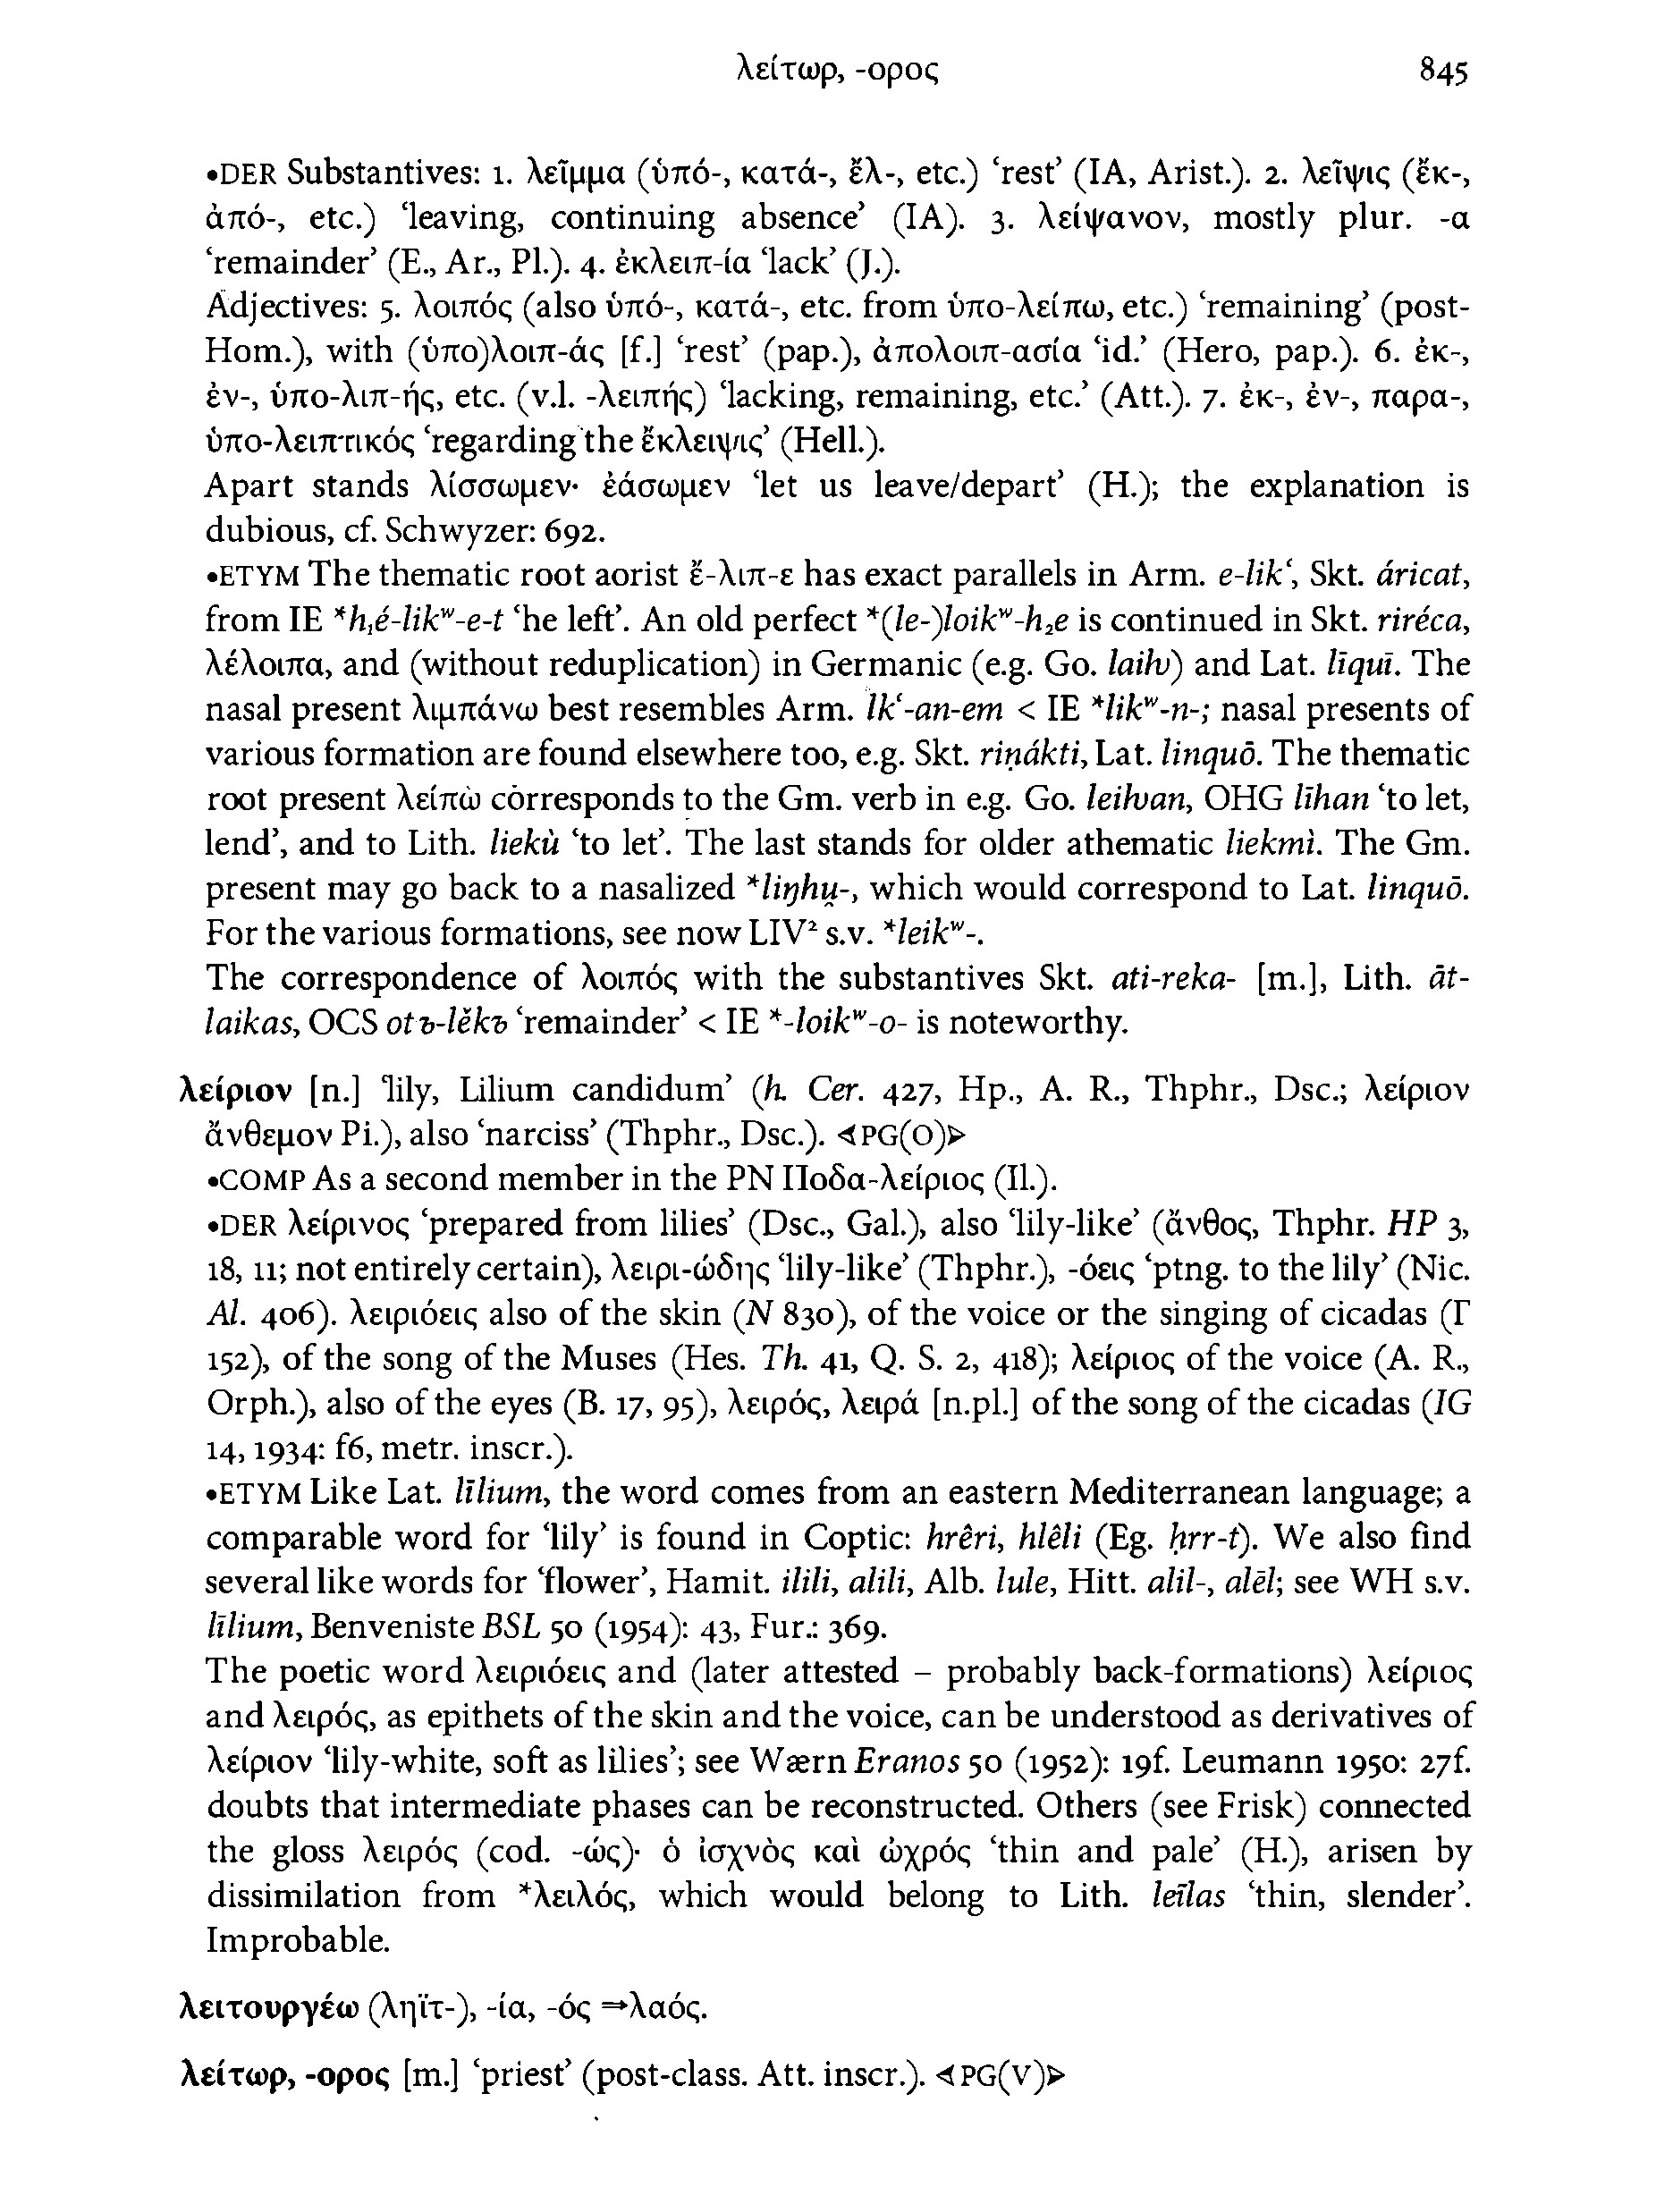 λείτωρ, -ορος 845
•DER Substantives: 1. λεῖμμα (ὑπό-, κατά-, ἔλ-, etc.) ‘rest’ (IA, Arist.). 2. λεῖψις (ἔκ-,
ἀπό-, etc.) ‘leaving, continuing absence’ (IA). 3. λείψανον, mostly plur. -α
‘remainder’ (E., Ar., Pl.). 4. ἐκλειπ-ία ‘lack’ (J.).
Adjectives: 5. λοιπός (also ὑπό-, κατά-, etc. from ὑπο-λείπω, etc.) ‘remaining’ (post-
Hom.), with (ὑπο)λοιπ-άς [f.] ‘rest’ (pap.), ἀπολοιπ-ασία ‘id.’ (Hero, pap.). 6. ἐκ-,
ἐν-, ὑπο-λιπ-ής, etc. (v.l. -λειπής) ‘lacking, remaining, etc.’ (Att.). 7. ἐκ-, ἐν-, παρα-,
ὑπο-λειπ-τικός ‘regarding the ἔκλειψις’ (Hell.).
Apart stands λίσσωμεν· ἐάσωμεν ‘let us leave/depart’ (H.); the explanation is
dubious, cf. Schwyzer: 692.
•ETYM The thematic root aorist ἔ-λιπ-ε has exact parallels in Arm. e-lik‘, Skt. áricat,
from IE *h₁é-likʷ-e-t ‘he left’. An old perfect *(le-)loikʷ-h₂e is continued in Skt. riréca,
λέλοιπα, and (without reduplication) in Germanic (e.g. Go. laiƕ) and Lat. līquī. The
nasal present λιμπάνω best resembles Arm. lk‘-an-em < IE *likʷ-n-; nasal presents of
various formation are found elsewhere too, e.g. Skt. riṇákti, Lat. linquō. The thematic
root present λείπω corresponds to the Gm. verb in e.g. Go. leiƕan, OHG līhan ‘to let,
lend’, and to Lith. liekù ‘to let’. The last stands for older athematic liekmì. The Gm.
present may go back to a nasalized *liŋhu̯-, which would correspond to Lat. linquō.
For the various formations, see now LIV² s.v. *leikʷ-.
The correspondence of λοιπός with the substantives Skt. ati-reka- [m.], Lith. ãt-
laikas, OCS otъ-lěkъ ‘remainder’ < IE *-loikʷ-o- is noteworthy.
λείριον [n.] ‘lily, Lilium candidum’ (h. Cer. 427, Hp., A. R., Thphr., Dsc.; λείριον
ἄνθεμον Pi.), also ‘narciss’ (Thphr., Dsc.). ⊲PG(O)⊳
•COMP As a second member in the PN Ποδα-λείριος (Il.).
•DER λείρινος ‘prepared from lilies’ (Dsc., Gal.), also ‘lily-like’ (ἄνθος, Thphr. HP 3,
18, 11; not entirely certain), λειρι-ώδης ‘lily-like’ (Thphr.), -όεις ‘ptng. to the lily’ (Nic.
Al. 406). λειριόεις also of the skin (N 830), of the voice or the singing of cicadas (Γ
152), of the song of the Muses (Hes. Th. 41, Q. S. 2, 418); λείριος of the voice (A. R.,
Orph.), also of the eyes (B. 17, 95), λειρός, λειρά [n.pl.] of the song of the cicadas (IG
14, 1934: f6, metr. inscr.).
•ETYM Like Lat. līlium, the word comes from an eastern Mediterranean language; a
comparable word for ‘lily’ is found in Coptic: hrêri, hlêli (Eg. ḥrr-t). We also find
several like words for ‘flower’, Hamit. ilili, alili, Alb. lule, Hitt. alil-, alēl; see WH s.v.
līlium, Benveniste BSL 50 (1954): 43, Fur.: 369.
The poetic word λειριόεις and (later attested – probably back-formations) λείριος
and λειρός, as epithets of the skin and the voice, can be understood as derivatives of
λείριον ‘lily-white, soft as lilies’; see Wærn Eranos 50 (1952): 19f. Leumann 1950: 27f.
doubts that intermediate phases can be reconstructed. Others (see Frisk) connected
the gloss λειρός (cod. -ώς)· ὁ ἰσχνὸς καὶ ὠχρός ‘thin and pale’ (H.), arisen by
dissimilation from *λειλός, which would belong to Lith. leĩlas ‘thin, slender’.
Improbable.
λειτουργέω (ληϊτ-), -ία, -ός ⇒λαός.
λείτωρ, -ορος [m.] ‘priest’ (post-class. Att. inscr.). ⊲PG(V)⊳